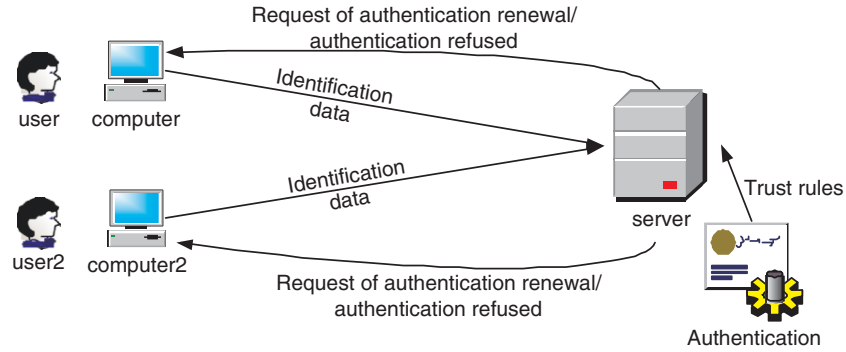 Request of authentication renewal/
authentication refused
Identification
data
user
computer
Identification
data
server
Trust rules
user2
computer2
Request of authentication renewal/
authentication refused
Authentication